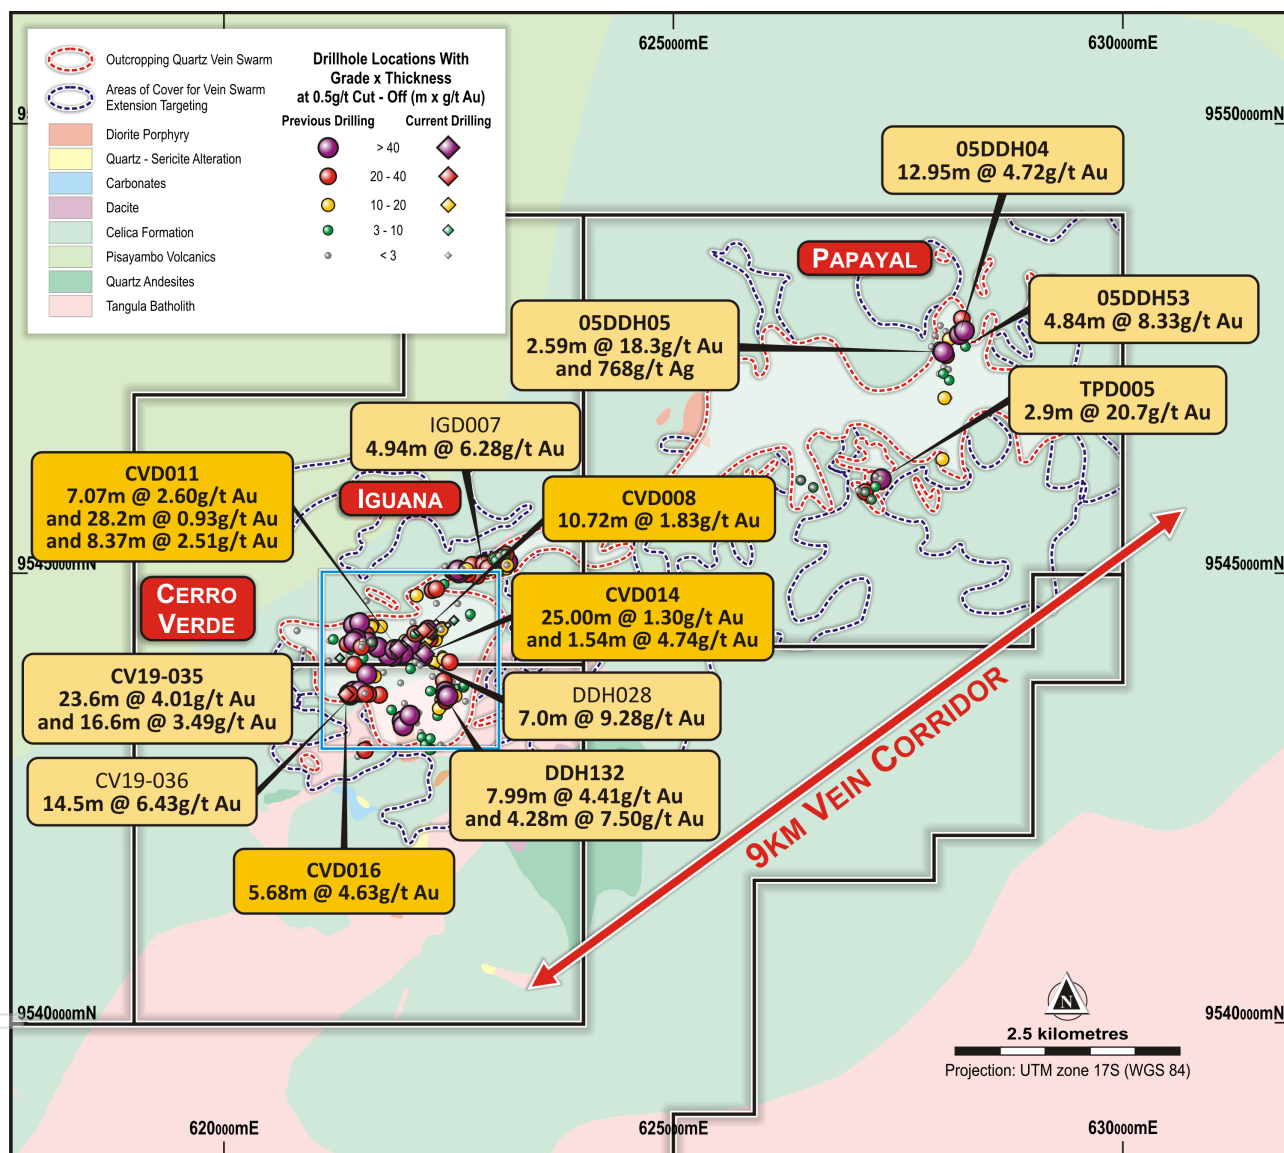 625000mE
630000mE
Outcropping Quartz Vein Swarm
Areas of Cover for Vein Swarm
Extension Targeting
Diorite Porphyry
Quartz - Sericite Alteration
Carbonates
Dacite
Celica Formation
Pisayambo Volcanics
Quartz Andesites
Tangula Batholith
Drillhole Locations With
Grade x Thickness
at 0.5g/t Cut - Off (m x g/t Au)
Previous Drilling
Current Drilling
> 40
20 - 40
10 - 20
3 - 10
< 3
9550000mN
05DDH04
12.95m @ 4.72g/t Au
PAPAYAL
05DDH53
4.84m @ 8.33g/t Au
05DDH05
2.59m @ 18.3g/t Au
and 768g/t Ag
TPD005
2.9m @ 20.7g/t Au
IGD007
4.94m @ 6.28g/t Au
CVD011
7.07m @ 2.60g/t Au
and 28.2m @ 0.93g/t Au
and 8.37m @ 2.51g/t Au
IGUANA
CVD008
10.72m @ 1.83g/t Au
9545000mN
9545000mN
CERRO
VERDE
CVD014
25.00m @ 1.30g/t Au
and 1.54m @ 4.74g/t Au
CV19-035
23.6m @ 4.01g/t Au
and 16.6m @ 3.49g/t Au
DDH028
7.0m @ 9.28g/t Au
CV19-036
14.5m @ 6.43g/t Au
DDH132
7.99m @ 4.41g/t Au
and 4.28m @ 7.50g/t Au
9KM VEIN CORRIDOR
CVD016
5.68m @ 4.63g/t Au
9540000mN
9540000mN
N
2.5 kilometres
Projection: UTM zone 17S (WGS 84)
620000mE
625000mE
630000mE